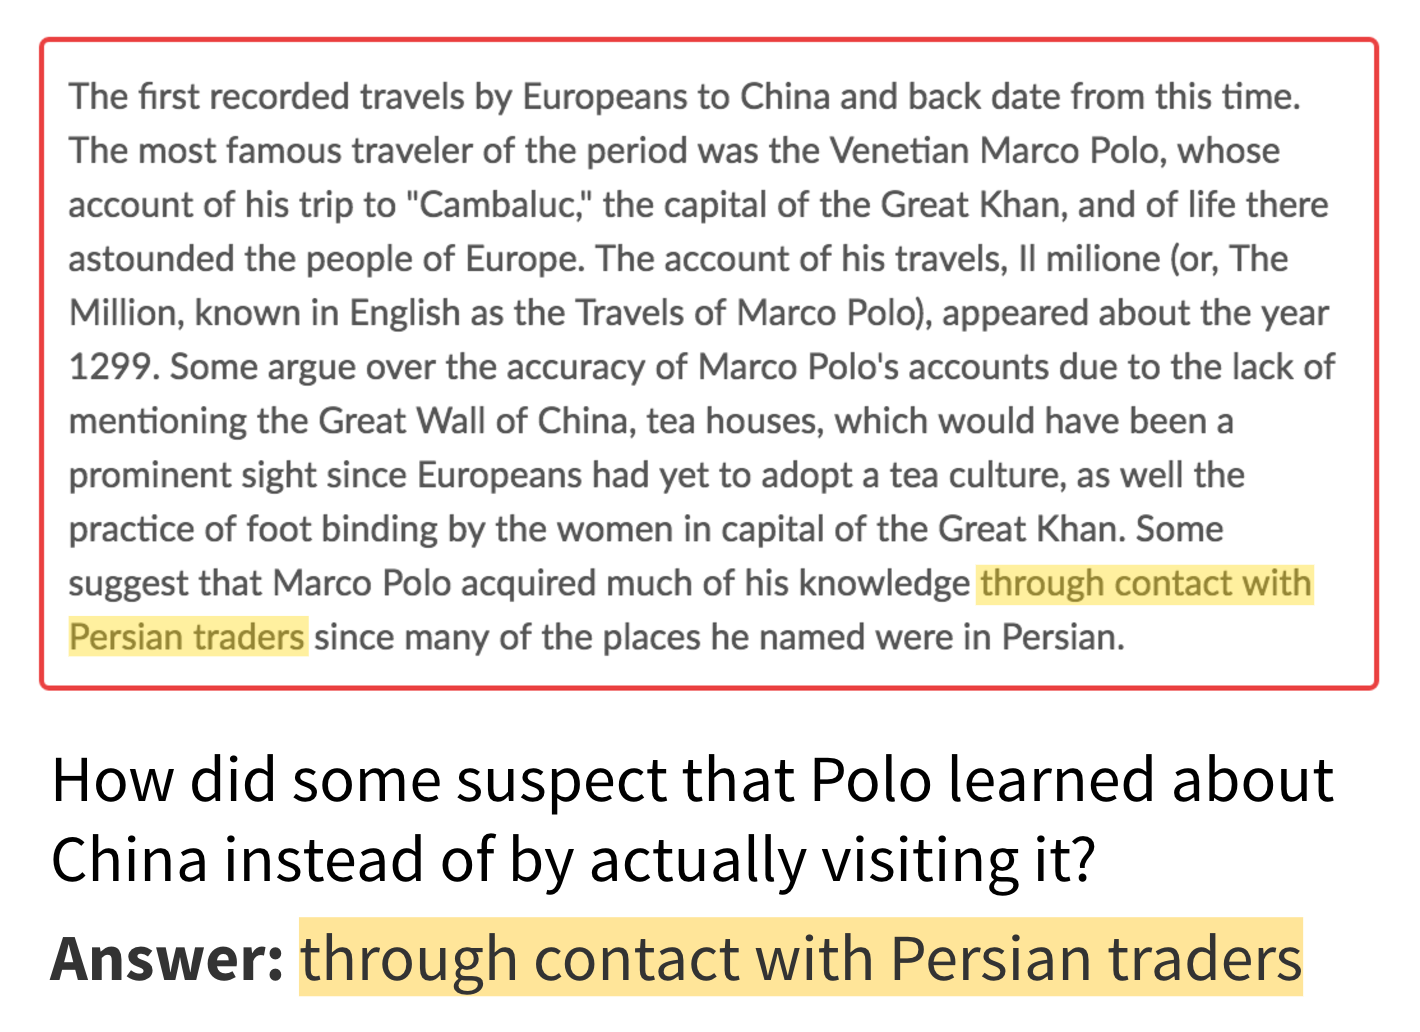 The first recorded travels by Europeans to China and back date from this time.
The most famous traveler of the period was the Venetian Marco Polo, whose
account of his trip to "Cambaluc," the capital of the Great Khan, and of life there
astounded the people of Europe. The account of his travels, Il milione (or, The
Million, known in English as the Travels of Marco Polo), appeared about the year
1299. Some argue over the accuracy of Marco Polo's accounts due to the lack of
mentioning the Great Wall of China, tea houses, which would have been a
prominent sight since Europeans had yet to adopt a tea culture, as well the
practice of foot binding by the women in capital of the Great Khan. Some
suggest that Marco Polo acquired much of his knowledge through contact with
Persian traders since many of the places he named were in Persian.
How did some suspect that Polo learned about
China instead of by actually visiting it?
Answer: through contact with Persian traders